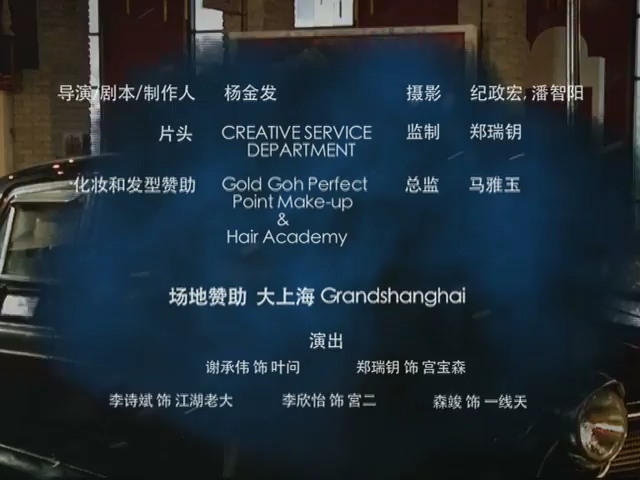 导演/剧本/制作人 杨金发 摄影 纪政宏, 潘智阳
片头 CREATIVE SERVICE DEPARTMENT 监制 郑瑞钥
化妆和发型赞助 Gold Goh Perfect Point Make-up & Hair Academy 总监 马雅玉
场地赞助 大上海 Grandshanghai
演出
谢承伟 饰 叶问 郑瑞钥 饰 宫宝森
李诗斌 饰 江湖老大 李欣怡 饰 宫二 森竣 饰 一线天